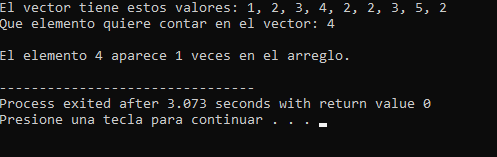 El vector tiene estos valores: 1, 2, 3, 4, 2, 2, 3, 5, 2
Que elemento quiere contar en el vector: 4
El elemento 4 aparece 1 veces en el arreglo.
--------------------------------
Process exited after 3.073 seconds with return value 0
Presione una tecla para continuar . . .